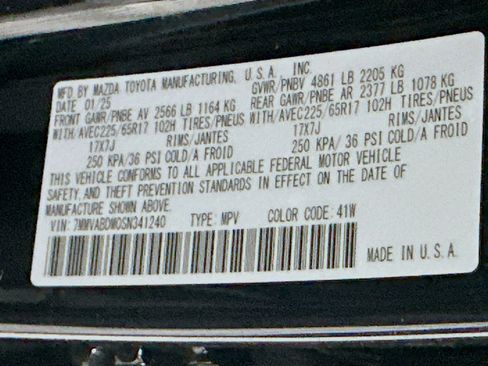 MFD. BY MAZDA TOYOTA MANUFACTURING, U.S.A., INC.
DATE 01/25 GVWR/PNBV 4861 LB 2205 KG
FRONT GAWR/PNBE AV 2566 LB 1164 KG REAR GAWR/PNBE AR 2377 LB 1078 KG
WITH/AVEC225/65R17 102H TIRES/PNEUS WITH/AVEC225/65R17 102H TIRES/PNEUS
17X7J RIMS/JANTES 17X7J RIMS/JANTES
250 KPA/36 PSI COLD/A FROID 250 KPA/ 36 PSI COLD/A FROID
THIS VEHICLE CONFORMS TO ALL APPLICABLE FEDERAL MOTOR VEHICLE
SAFETY, AND THEFT PREVENTION STANDARDS IN EFFECT ON THE DATE OF
MANUFACTURE SHOWN ABOVE.
VIN: 7MMVABDM0SN341240 TYPE: MPV COLOR CODE: 41W
MADE IN U.S.A.